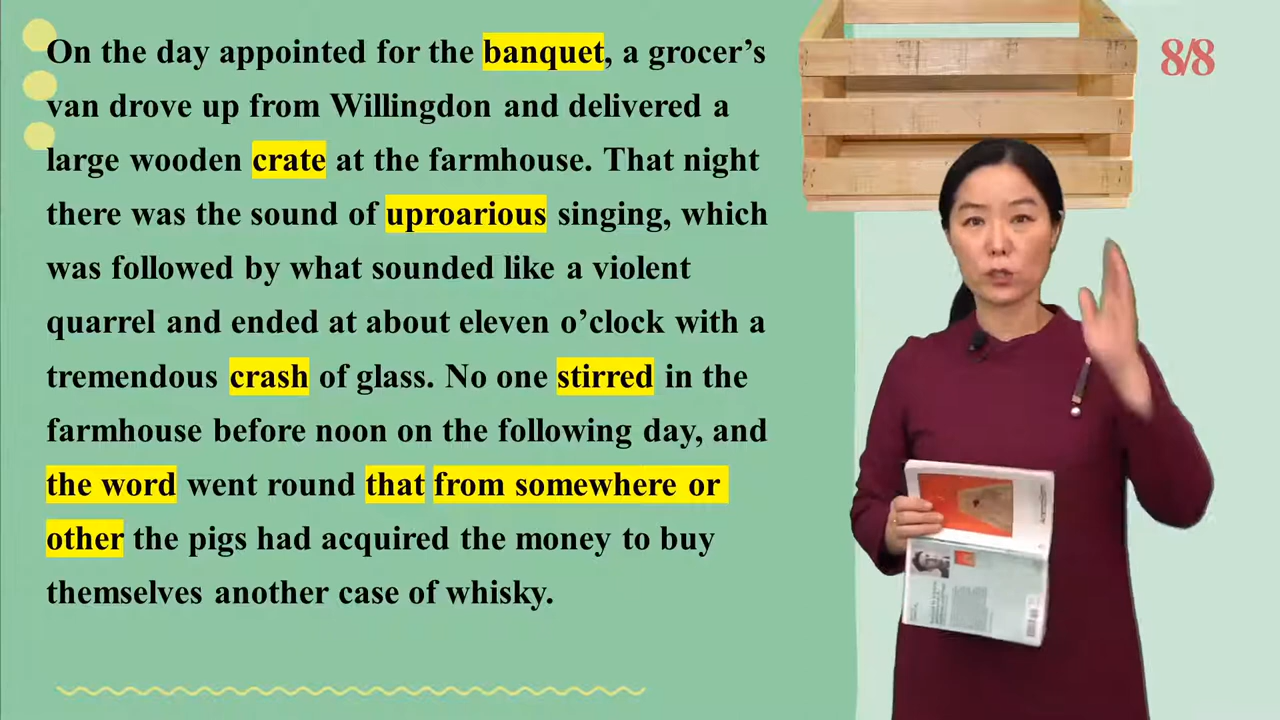 On the day appointed for the banquet, a grocer’s
van drove up from Willingdon and delivered a
large wooden crate at the farmhouse. That night
there was the sound of uproarious singing, which
was followed by what sounded like a violent
quarrel and ended at about eleven o’clock with a
tremendous crash of glass. No one stirred in the
farmhouse before noon on the following day, and
the word went round that from somewhere or
other the pigs had acquired the money to buy
themselves another case of whisky.
8/8